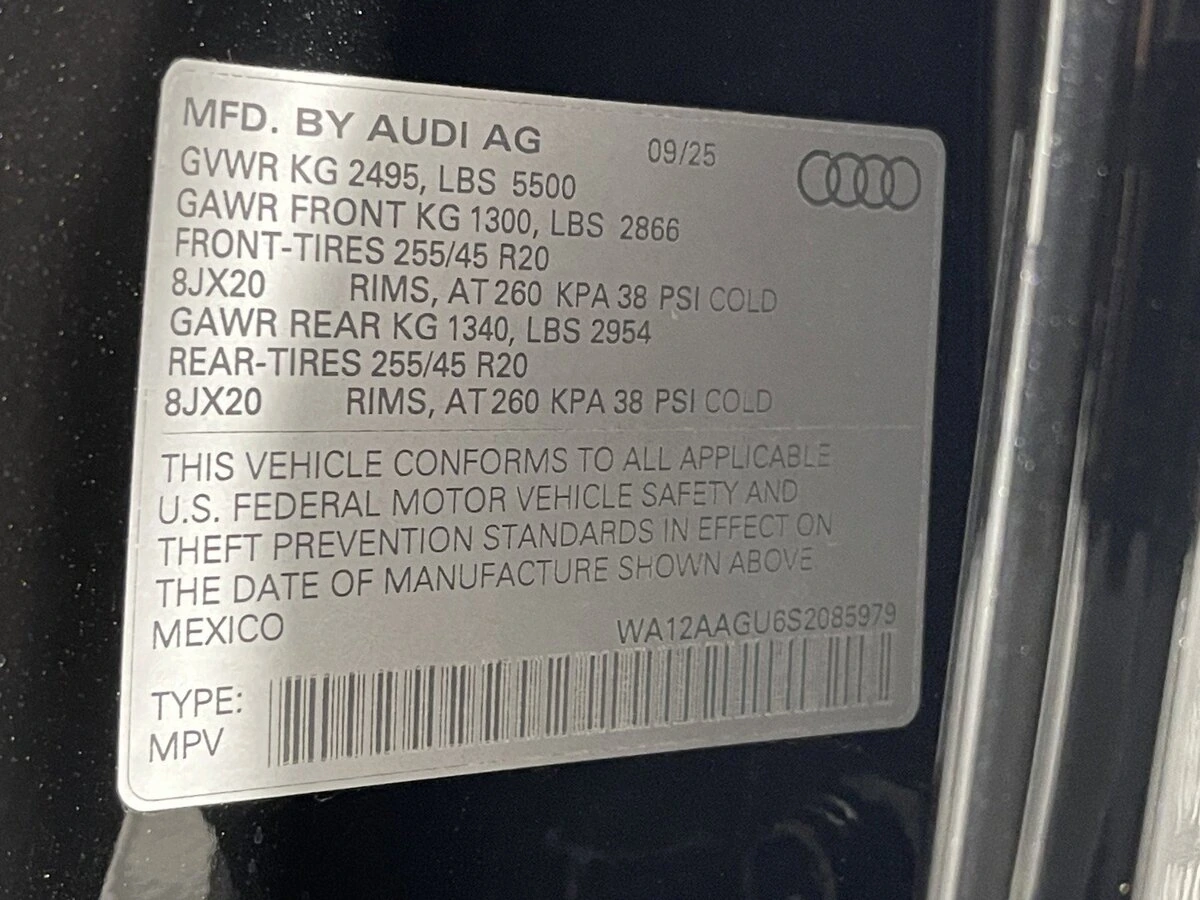 MFD. BY AUDI AG 09/25
GVWR KG 2495, LBS 5500
GAWR FRONT KG 1300, LBS 2866
FRONT-TIRES 255/45 R20
8JX20 RIMS, AT 260 KPA 38 PSI COLD
GAWR REAR KG 1340, LBS 2954
REAR-TIRES 255/45 R20
8JX20 RIMS, AT 260 KPA 38 PSI COLD
THIS VEHICLE CONFORMS TO ALL APPLICABLE
U.S. FEDERAL MOTOR VEHICLE SAFETY AND
THEFT PREVENTION STANDARDS IN EFFECT ON
THE DATE OF MANUFACTURE SHOWN ABOVE
MEXICO WA12AAGU6S2085979
TYPE:
MPV